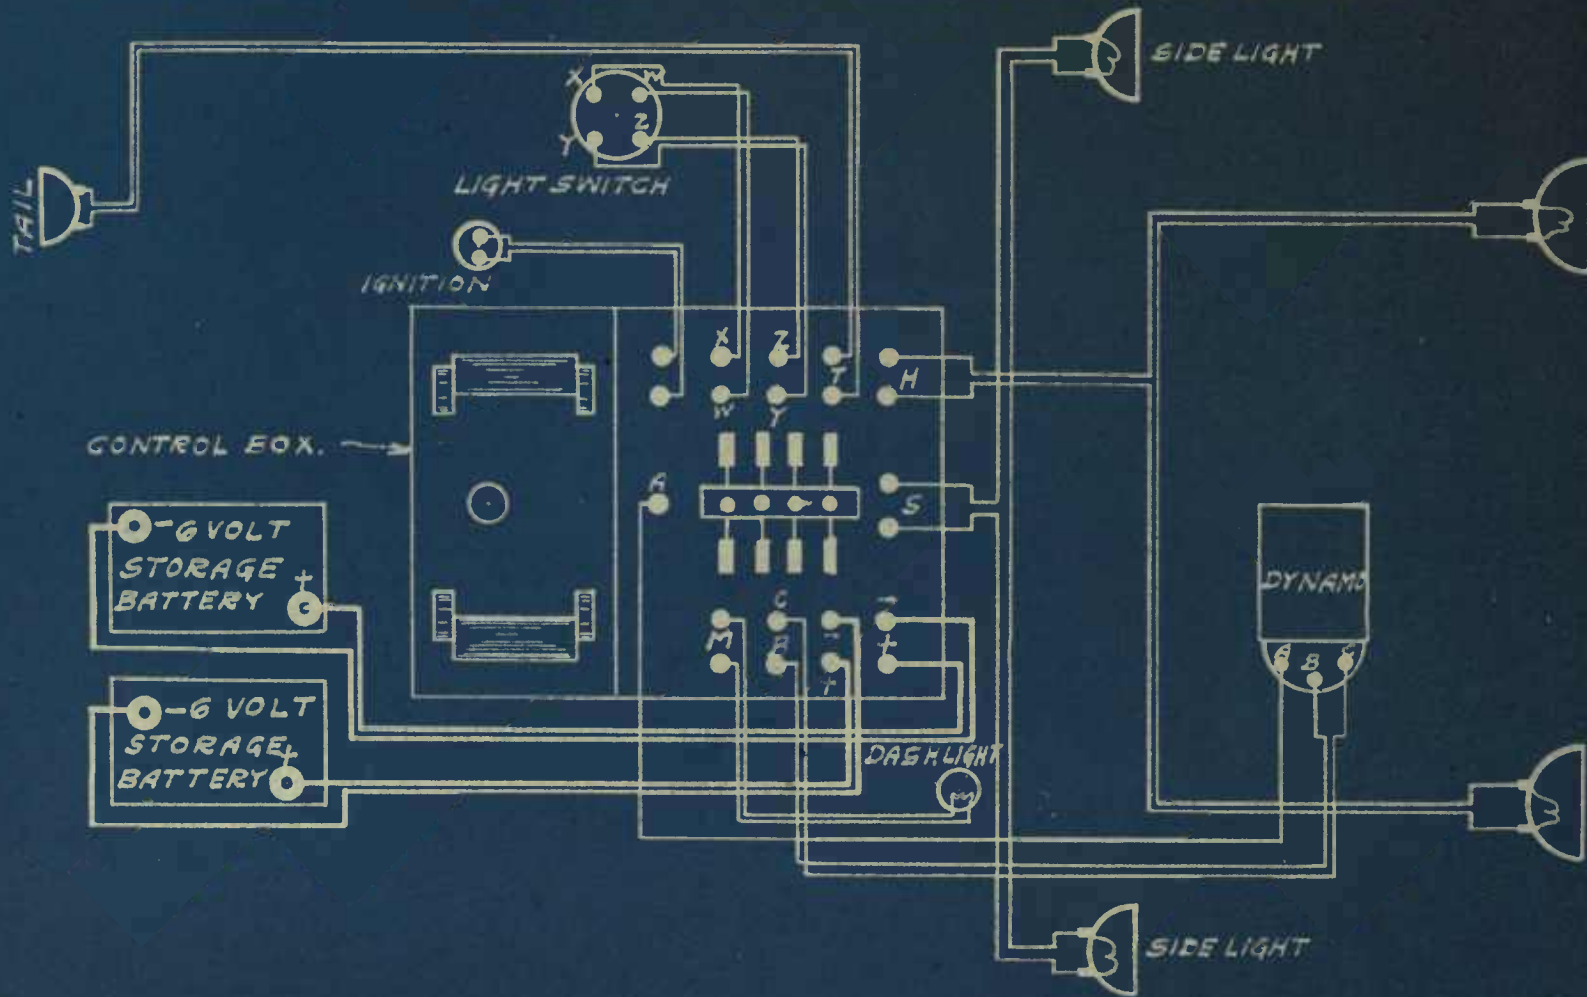 SIDE LIGHT
X
Y
Z
LIGHT SWITCH
TAIL
IGNITION
X Z
T H
W Y
CONTROL BOX.
A
S
-6 VOLT
STORAGE
BATTERY +
DYNAMO
A B C
M C - -
B + +
-6 VOLT
STORAGE
BATTERY +
DASH LIGHT
SIDE LIGHT